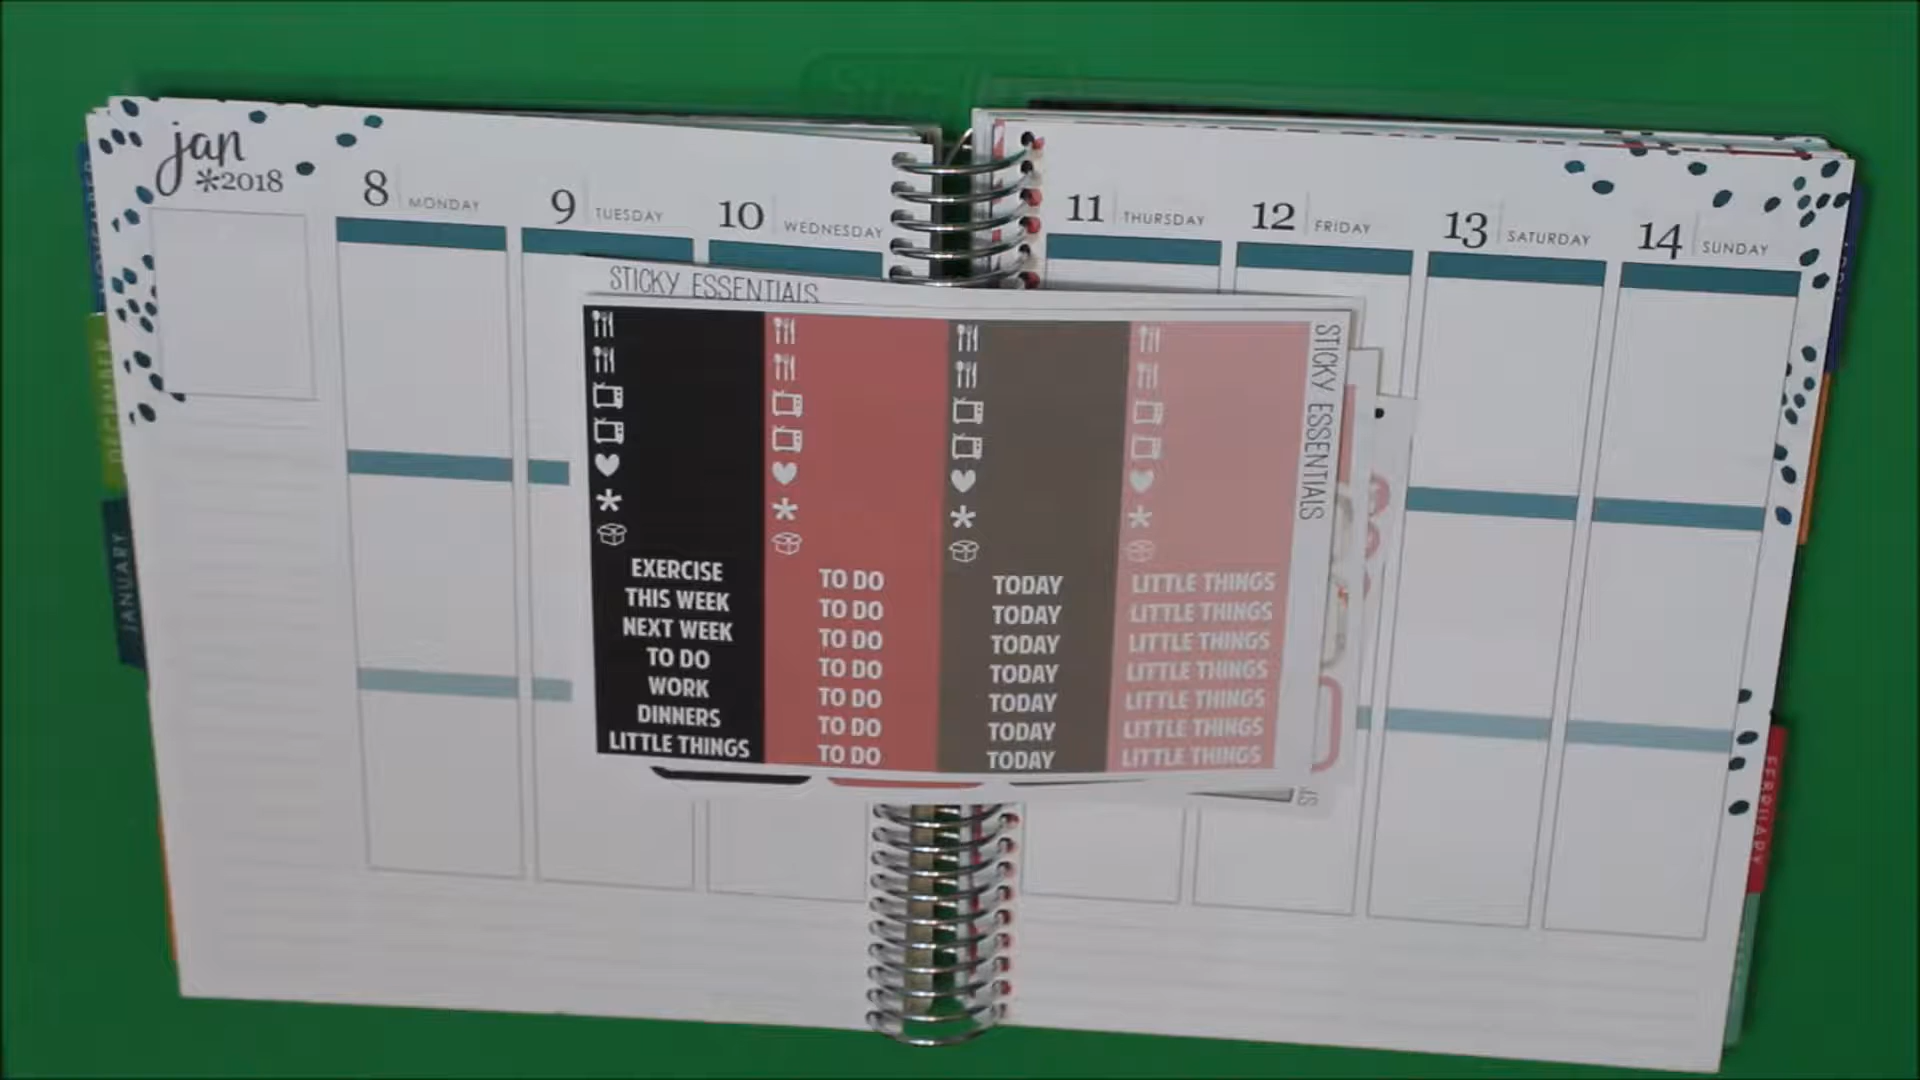 jan
*2018
8 MONDAY
9 TUESDAY
10 WEDNESDAY
11 THURSDAY
12 FRIDAY
13 SATURDAY
14 SUNDAY
STICKY ESSENTIALS
STICKY ESSENTIALS
EXERCISE
THIS WEEK
NEXT WEEK
TO DO
WORK
DINNERS
LITTLE THINGS
TO DO
TO DO
TO DO
TO DO
TO DO
TO DO
TO DO
TODAY
TODAY
TODAY
TODAY
TODAY
TODAY
TODAY
LITTLE THINGS
LITTLE THINGS
LITTLE THINGS
LITTLE THINGS
LITTLE THINGS
LITTLE THINGS
LITTLE THINGS
DECEMBER
JANUARY
FEBRUARY